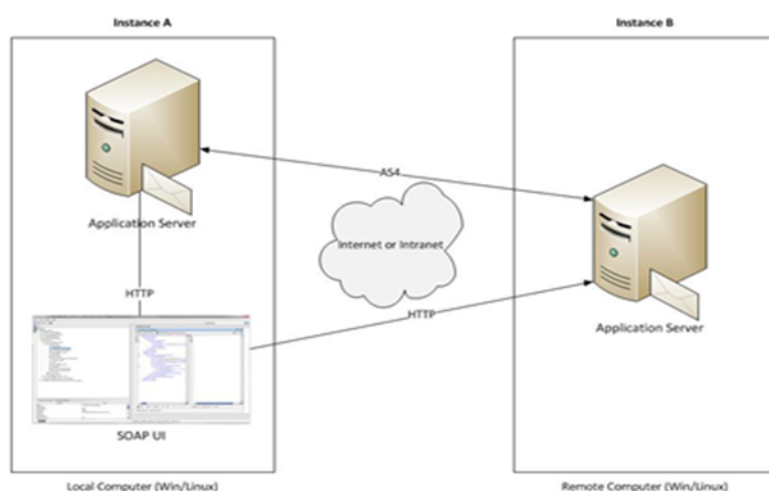 Instance A
Instance B
AS4
Application Server
Internet or Intranet
HTTP
HTTP
Application Server
SOAP UI
Local Computer (Win/Linux)
Remote Computer (Win/Linux)